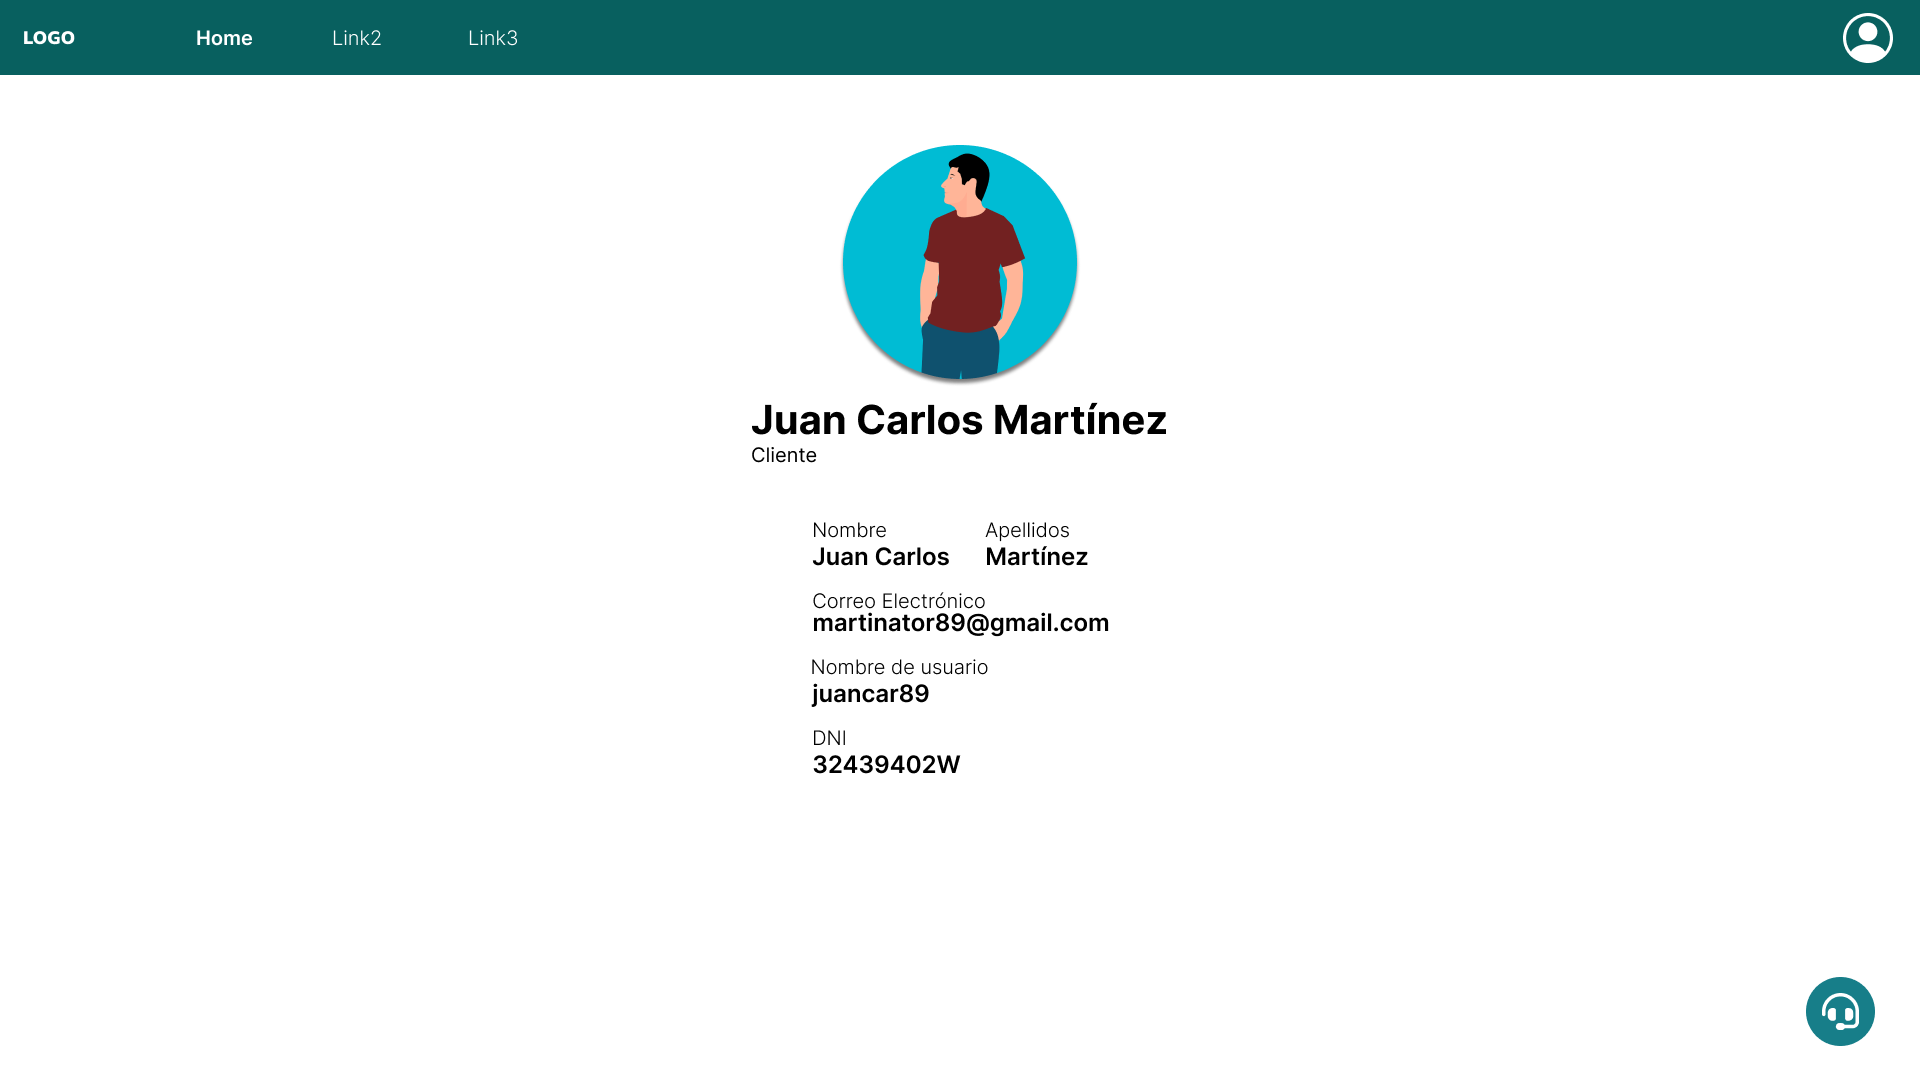 LOGO Home Link2 Link3
Juan Carlos Martínez
Cliente
Nombre Apellidos
Juan Carlos Martínez
Correo Electrónico
martinator89@gmail.com
Nombre de usuario
juancar89
DNI
32439402W